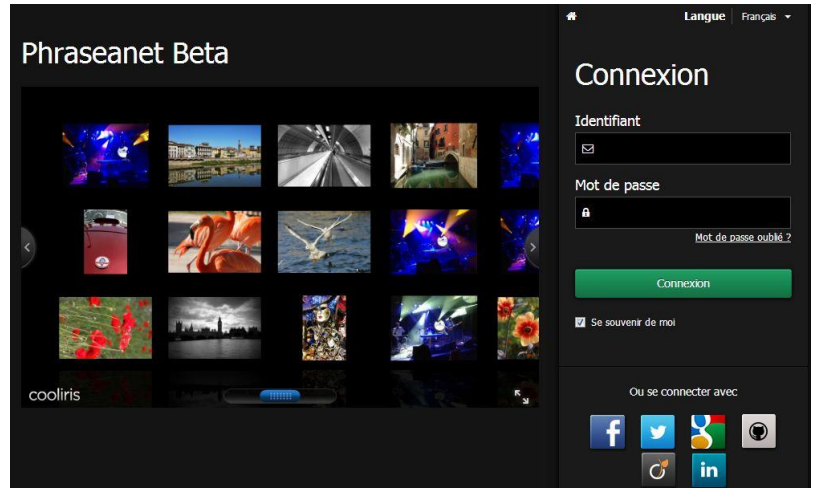 Langue Français
Phraseanet Beta
Connexion
Identifiant
Mot de passe
Mot de passe oublié ?
Connexion
Se souvenir de moi
Ou se connecter avec
cooliris
f
g
in